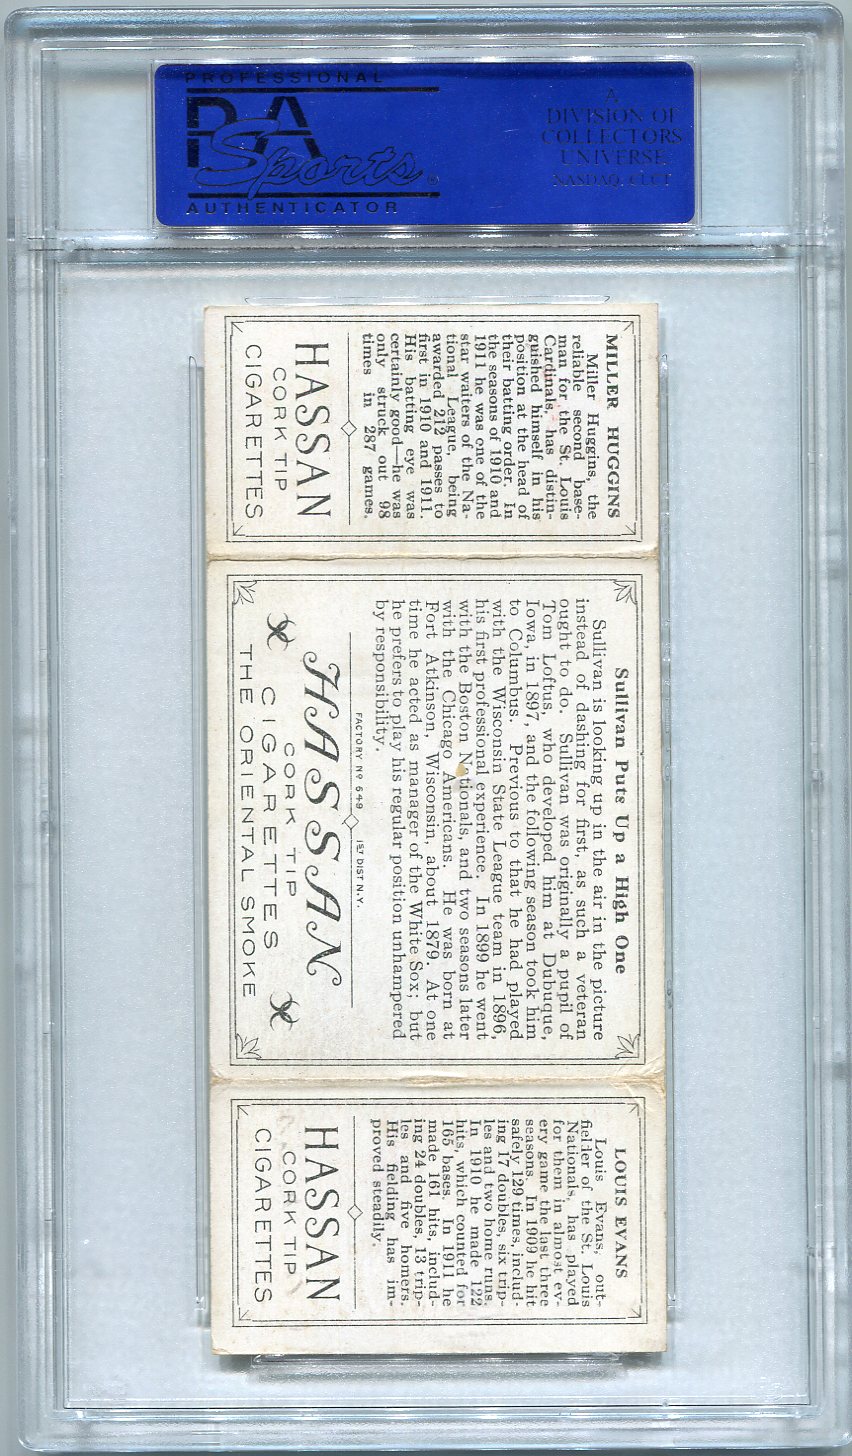 PROFESSIONAL
PSA
Sports
AUTHENTICATOR
A
DIVISION OF
COLLECTORS
UNIVERSE
NASDAQ: CLCT
MILLER HUGGINS
Miller Huggins, the
reliable second base-
man for the St. Louis
Cardinals, has distin-
guished himself in his
position at the head of
their batting order. In
the seasons of 1910 and
1911 he was one of the
star waiters of the Na-
tional League, being
awarded 212 passes to
first in 1910 and 1911.
His batting eye was
certainly good—he was
only struck out 98
times in 287 games.
HASSAN
CORK TIP
CIGARETTES
Sullivan Puts Up a High One
Sullivan is looking up in the air in the picture
instead of dashing for first, as such a veteran
ought to do. Sullivan was originally a pupil of
Tom Loftus, who developed him at Dubuque,
Iowa, in 1897, and the following season took him
to Columbus. Previous to that he had played
with the Wisconsin State League team in 1896,
his first professional experience. In 1899 he went
with the Boston Nationals, and two seasons later
with the Chicago Americans. He was born at
Fort Atkinson, Wisconsin, about 1879. At one
time he acted as manager of the White Sox; but
he prefers to play his regular position unhampered
by responsibility.
FACTORY Nº 649 1ST DIST N.Y.
HASSAN
CORK TIP
CIGARETTES
THE ORIENTAL SMOKE
LOUIS EVANS
Louis Evans, out-
fielder of the St. Louis
Nationals, has played
for them in almost ev-
ery game the last three
seasons. In 1909 he hit
safely 129 times, includ-
ing 17 doubles, six trip-
les and two home runs.
In 1910 he made 122
hits, which counted for
165 bases. In 1911 he
made 161 hits, includ-
ing 24 doubles, 13 trip-
les and five homers.
His fielding has im-
proved steadily.
HASSAN
CORK TIP
CIGARETTES